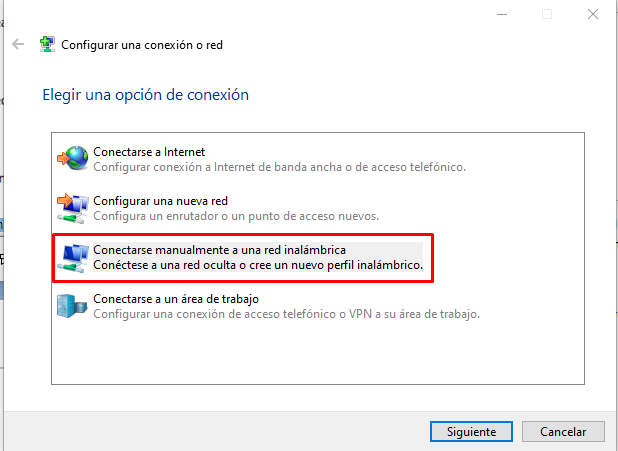 Configurar una conexión o red
Elegir una opción de conexión
Conectarse a Internet
Configurar conexión a Internet de banda ancha o de acceso telefónico.
Configurar una nueva red
Configura un enrutador o un punto de acceso nuevos.
Conectarse manualmente a una red inalámbrica
Conéctese a una red oculta o cree un nuevo perfil inalámbrico.
Conectarse a un área de trabajo
Configurar una conexión de acceso telefónico o VPN a su área de trabajo.
Siguiente
Cancelar